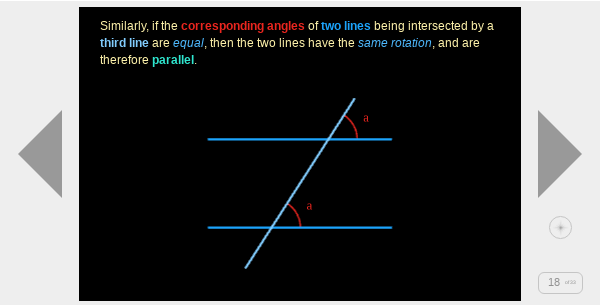 Similarly, if the corresponding angles of two lines being intersected by a
third line are equal, then the two lines have the same rotation, and are
therefore parallel.
a
a
18